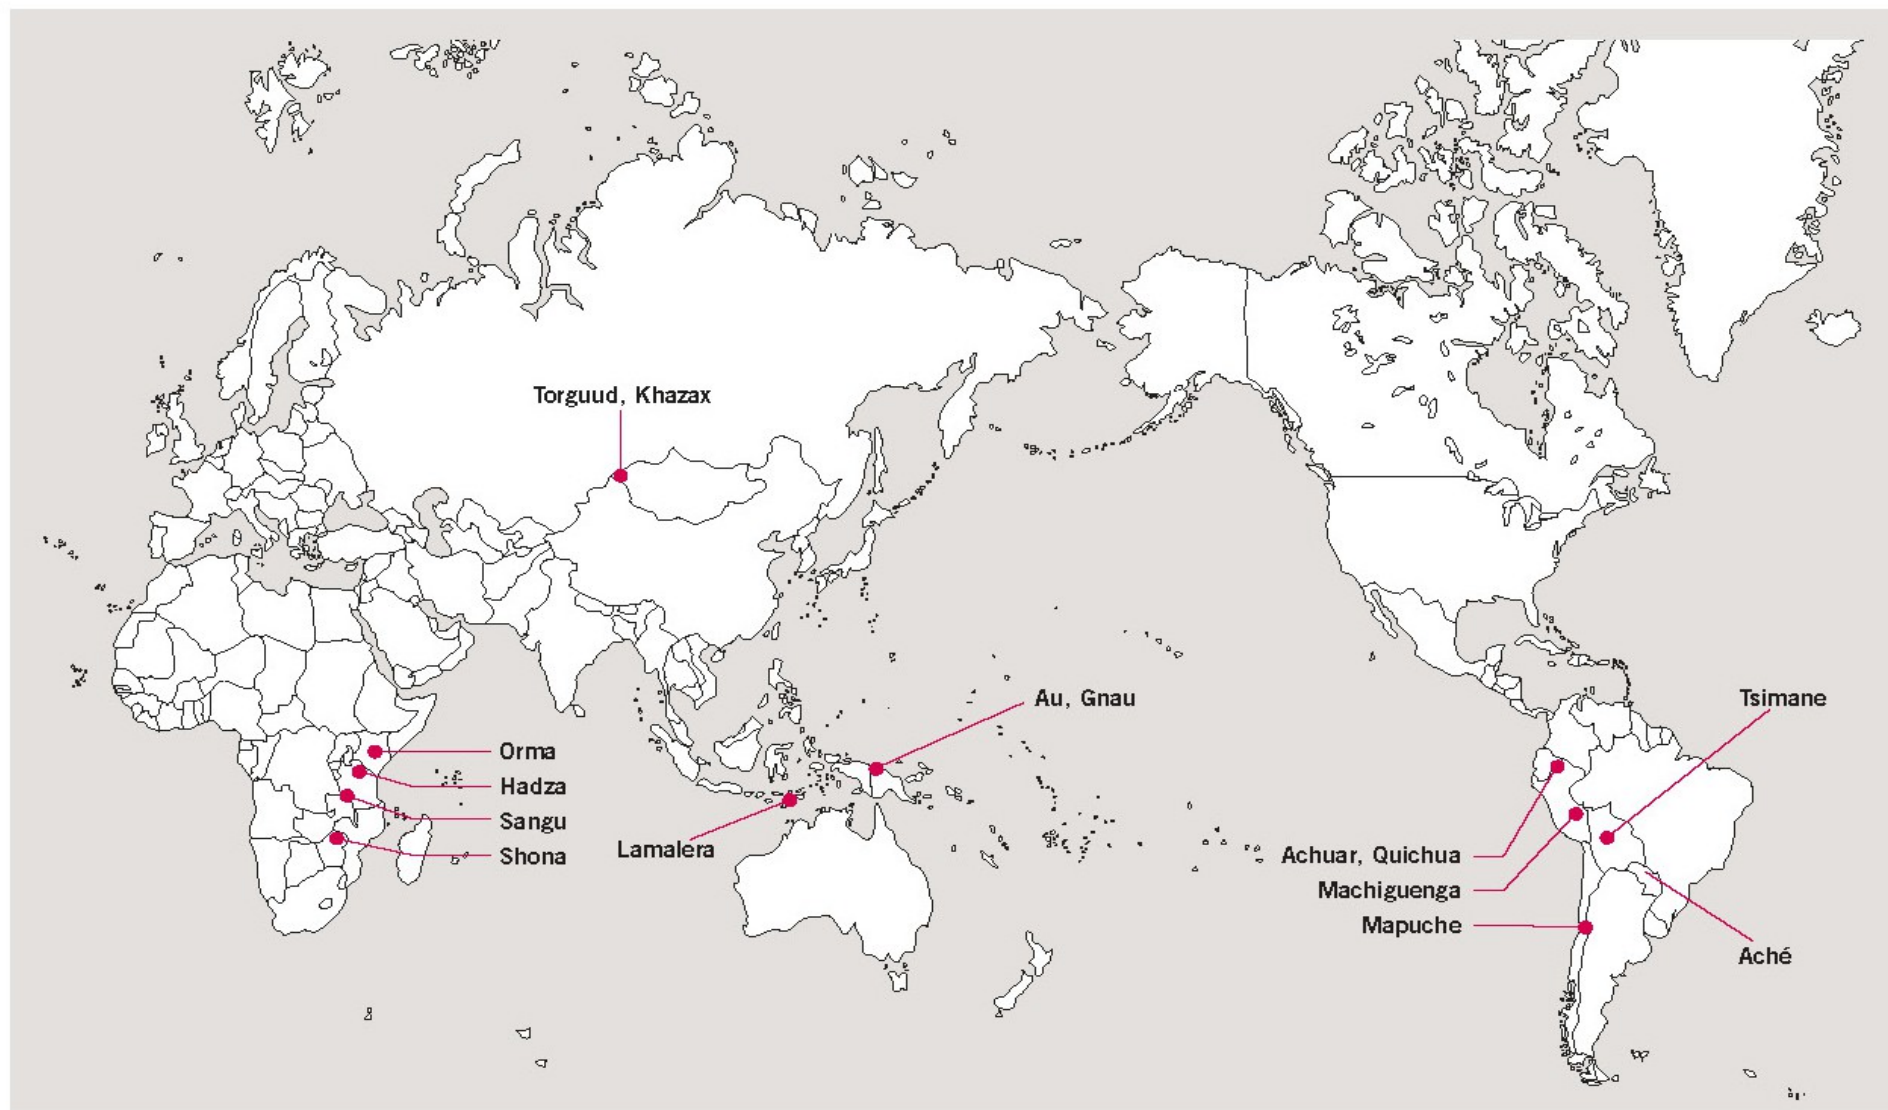 Torguud, Khazax
Au, Gnau
Tsimane
Orma
Hadza
Sangu
Shona
Lamalera
Achuar, Quichua
Machiguenga
Mapuche
Aché